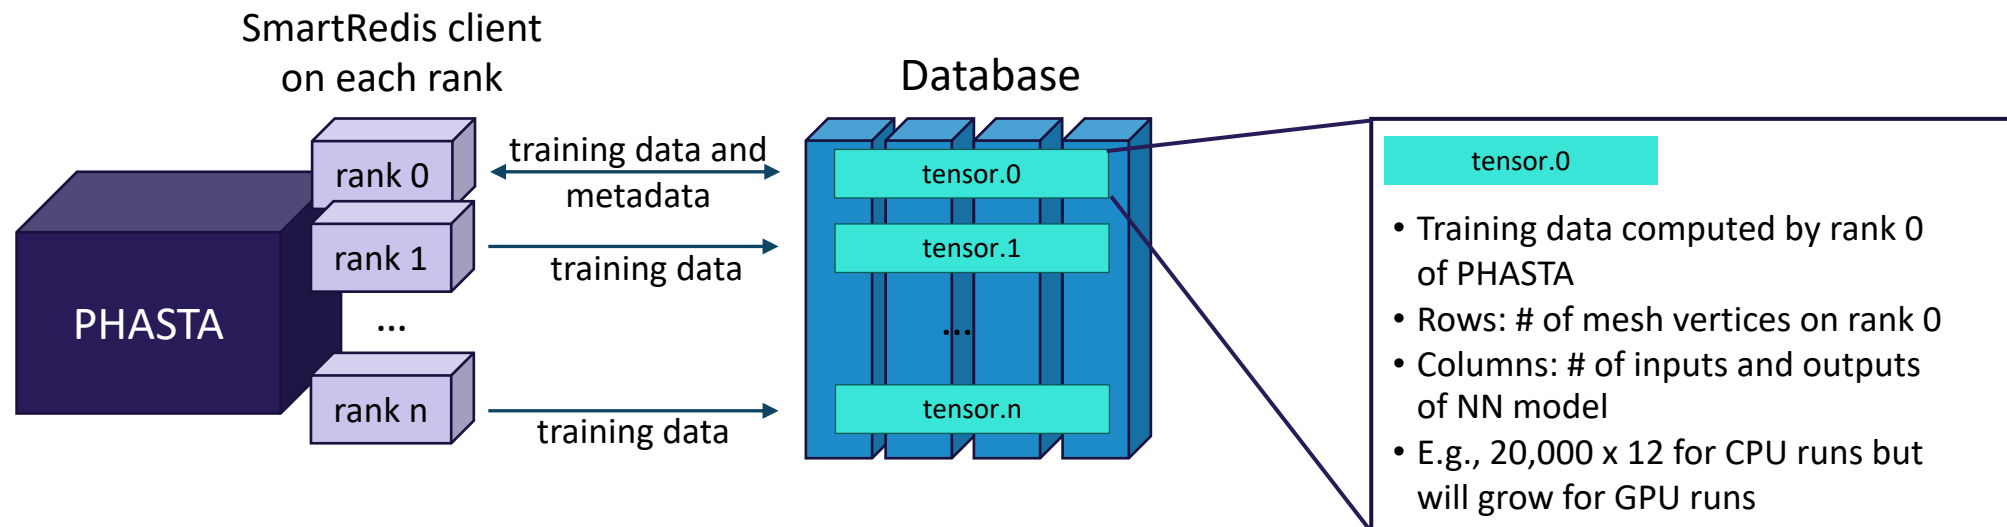 SmartRedis client
on each rank
Database
PHASTA
rank 0
rank 1
...
rank n
training data and
metadata
training data
training data
tensor.0
tensor.1
...
tensor.n
tensor.0
• Training data computed by rank 0
of PHASTA
• Rows: # of mesh vertices on rank 0
• Columns: # of inputs and outputs
of NN model
• E.g., 20,000 x 12 for CPU runs but
will grow for GPU runs